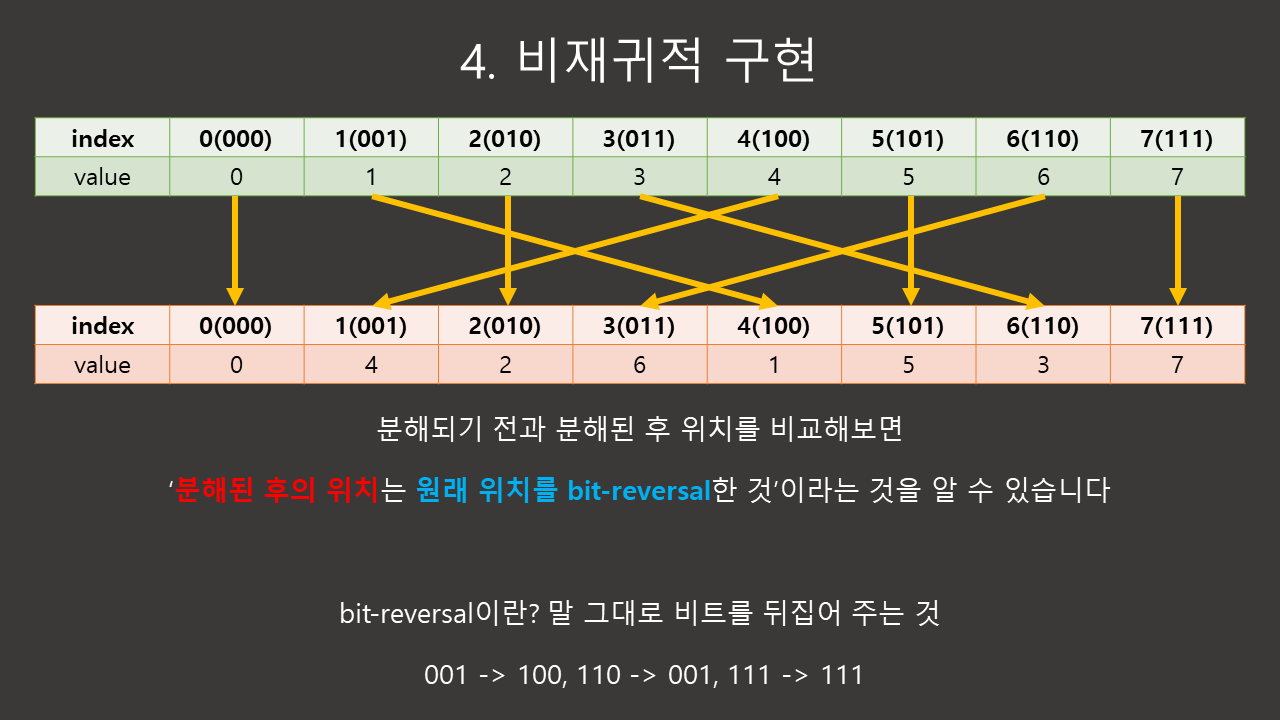 4. 비재귀적 구현
index 0(000) 1(001) 2(010) 3(011) 4(100) 5(101) 6(110) 7(111)
value 0 1 2 3 4 5 6 7
index 0(000) 1(001) 2(010) 3(011) 4(100) 5(101) 6(110) 7(111)
value 0 4 2 6 1 5 3 7
분해되기 전과 분해된 후 위치를 비교해보면
‘분해된 후의 위치는 원래 위치를 bit-reversal한 것’이라는 것을 알 수 있습니다
bit-reversal이란? 말 그대로 비트를 뒤집어 주는 것
001 -> 100, 110 -> 001, 111 -> 111